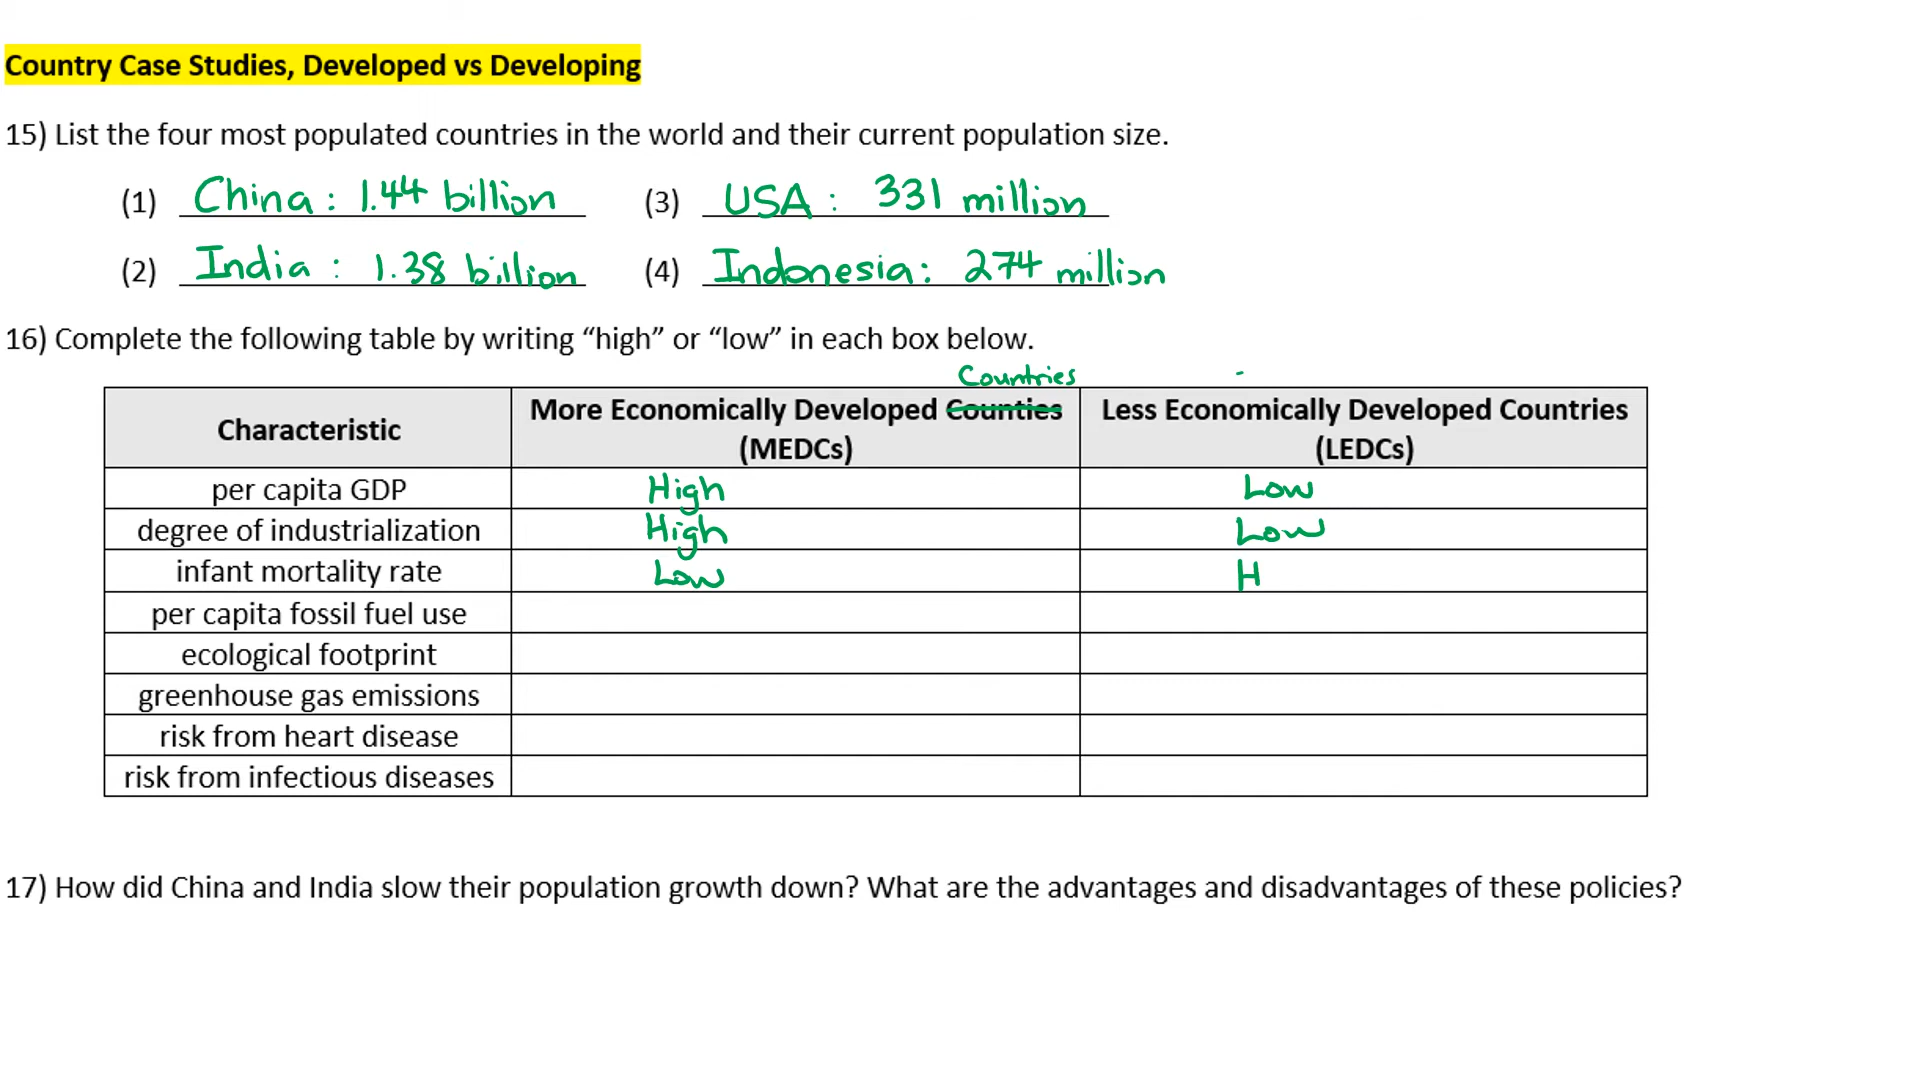 Country Case Studies, Developed vs Developing
15) List the four most populated countries in the world and their current population size.
(1) China : 1.44 billion (3) USA : 331 million
(2) India : 1.38 billion (4) Indonesia: 274 million
16) Complete the following table by writing “high” or “low” in each box below.
Countries
Characteristic More Economically Developed Counties (MEDCs) Less Economically Developed Countries (LEDCs)
per capita GDP High Low
degree of industrialization High Low
infant mortality rate Low H
per capita fossil fuel use
ecological footprint
greenhouse gas emissions
risk from heart disease
risk from infectious diseases
17) How did China and India slow their population growth down? What are the advantages and disadvantages of these policies?